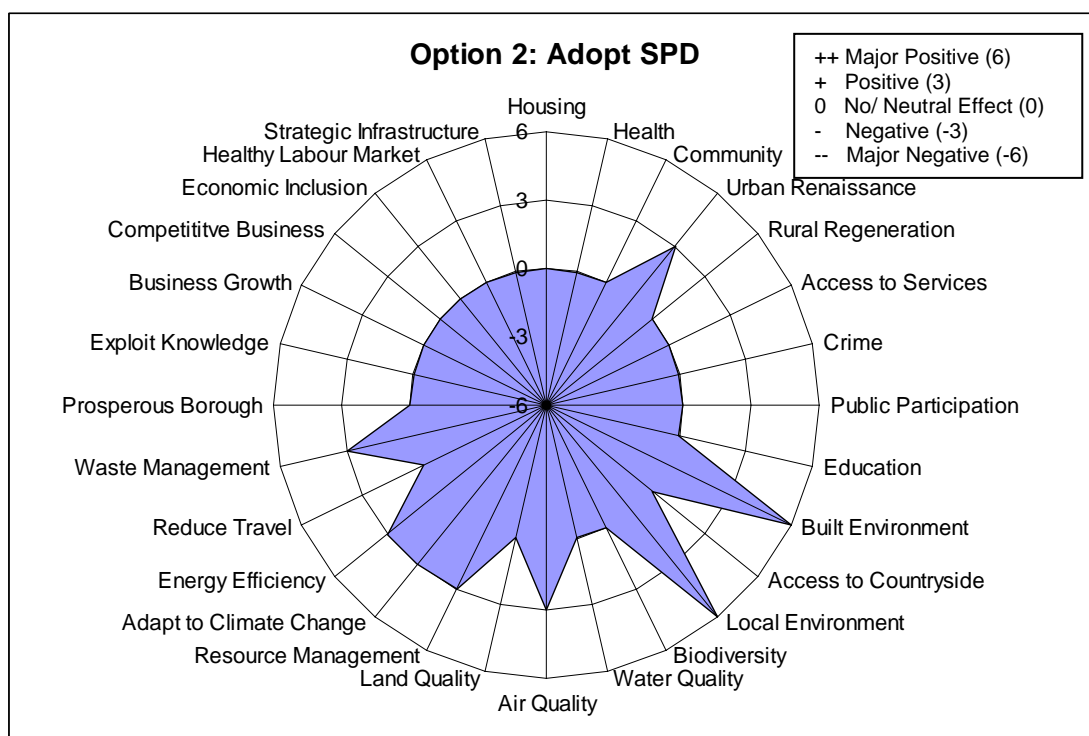 Option 2: Adopt SPD
++ Major Positive (6)
+ Positive (3)
0 No/ Neutral Effect (0)
- Negative (-3)
-- Major Negative (-6)
Housing
Health
Community
Urban Renaissance
Rural Regeneration
Access to Services
Crime
Public Participation
Education
Built Environment
Access to Countryside
Local Environment
Biodiversity
Water Quality
Air Quality
Land Quality
Resource Management
Adapt to Climate Change
Energy Efficiency
Reduce Travel
Waste Management
Prosperous Borough
Exploit Knowledge
Business Growth
Competititve Business
Economic Inclusion
Healthy Labour Market
Strategic Infrastructure
6
3
0
-3
-6